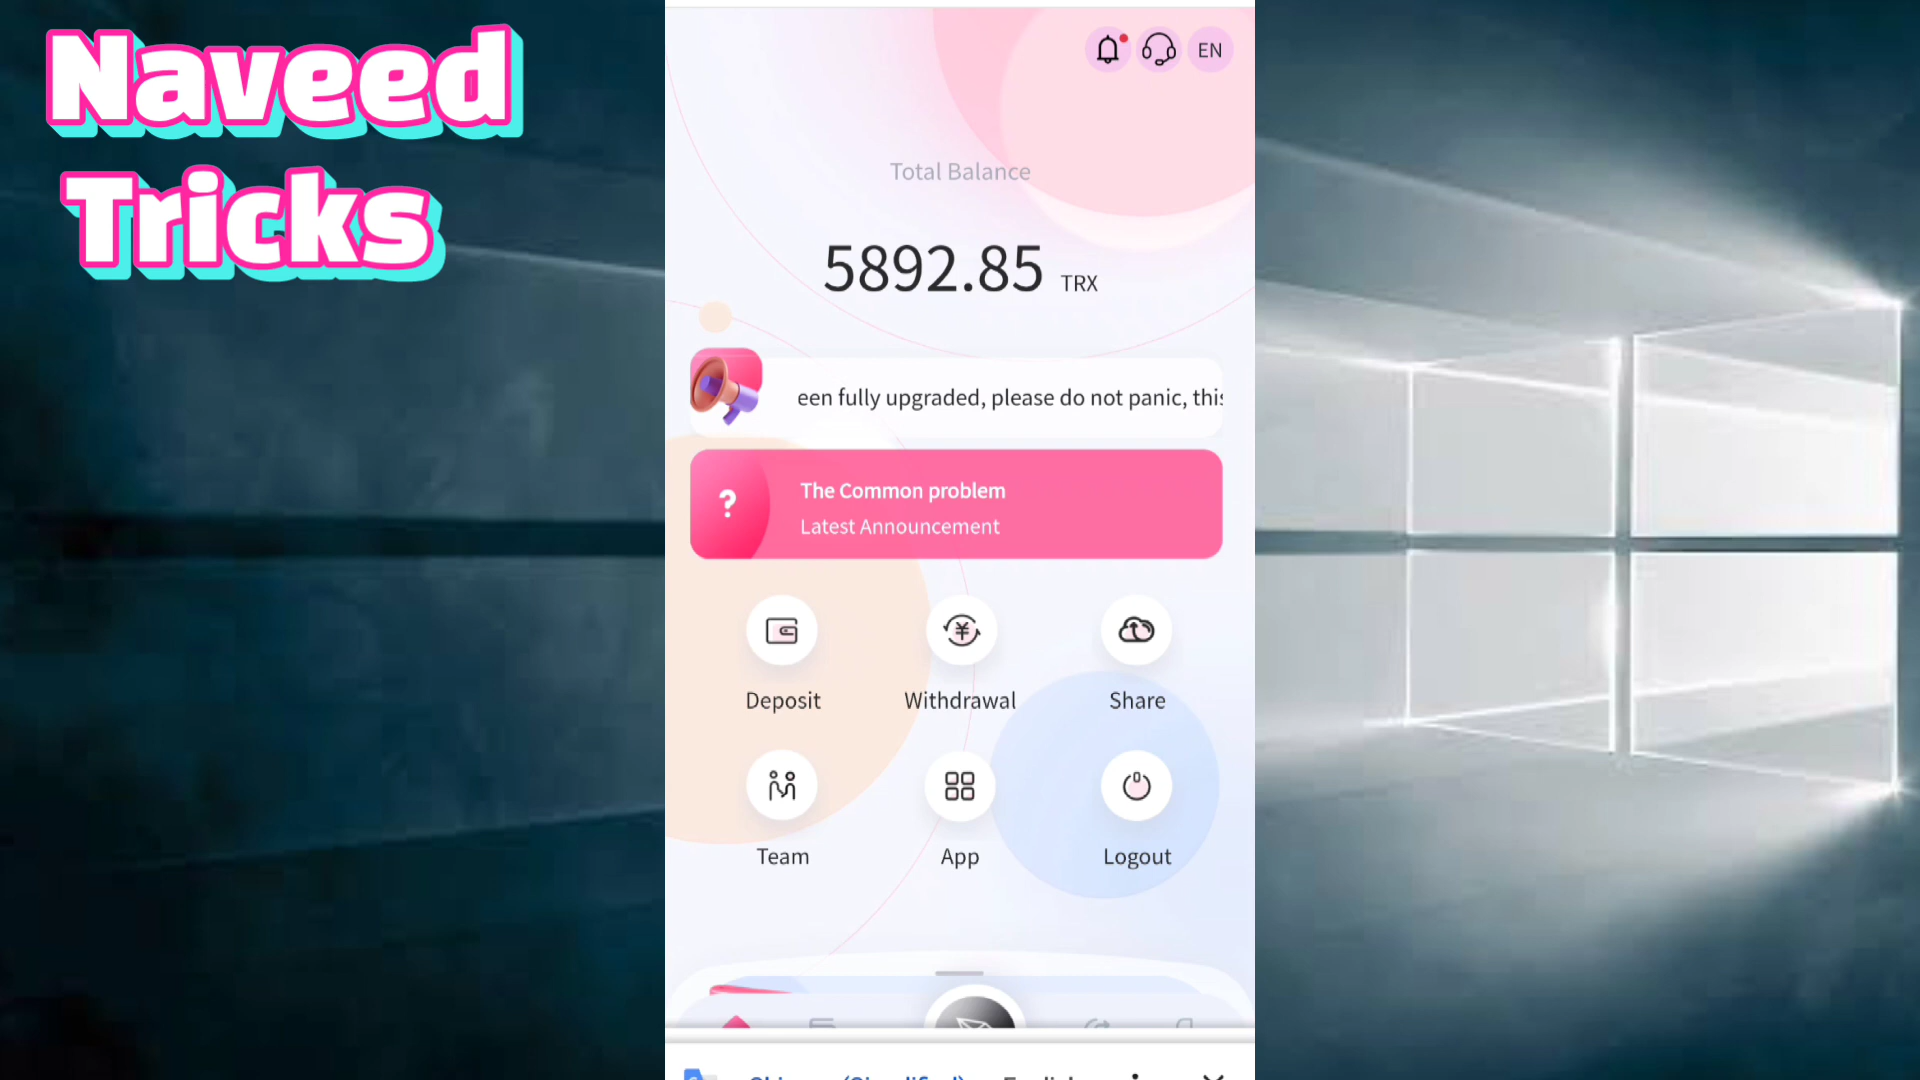 Naveed
Tricks
EN
Total Balance
5892.85 TRX
een fully upgraded, please do not panic, this
?
The Common problem
Latest Announcement
Deposit
Withdrawal
Share
Team
App
Logout